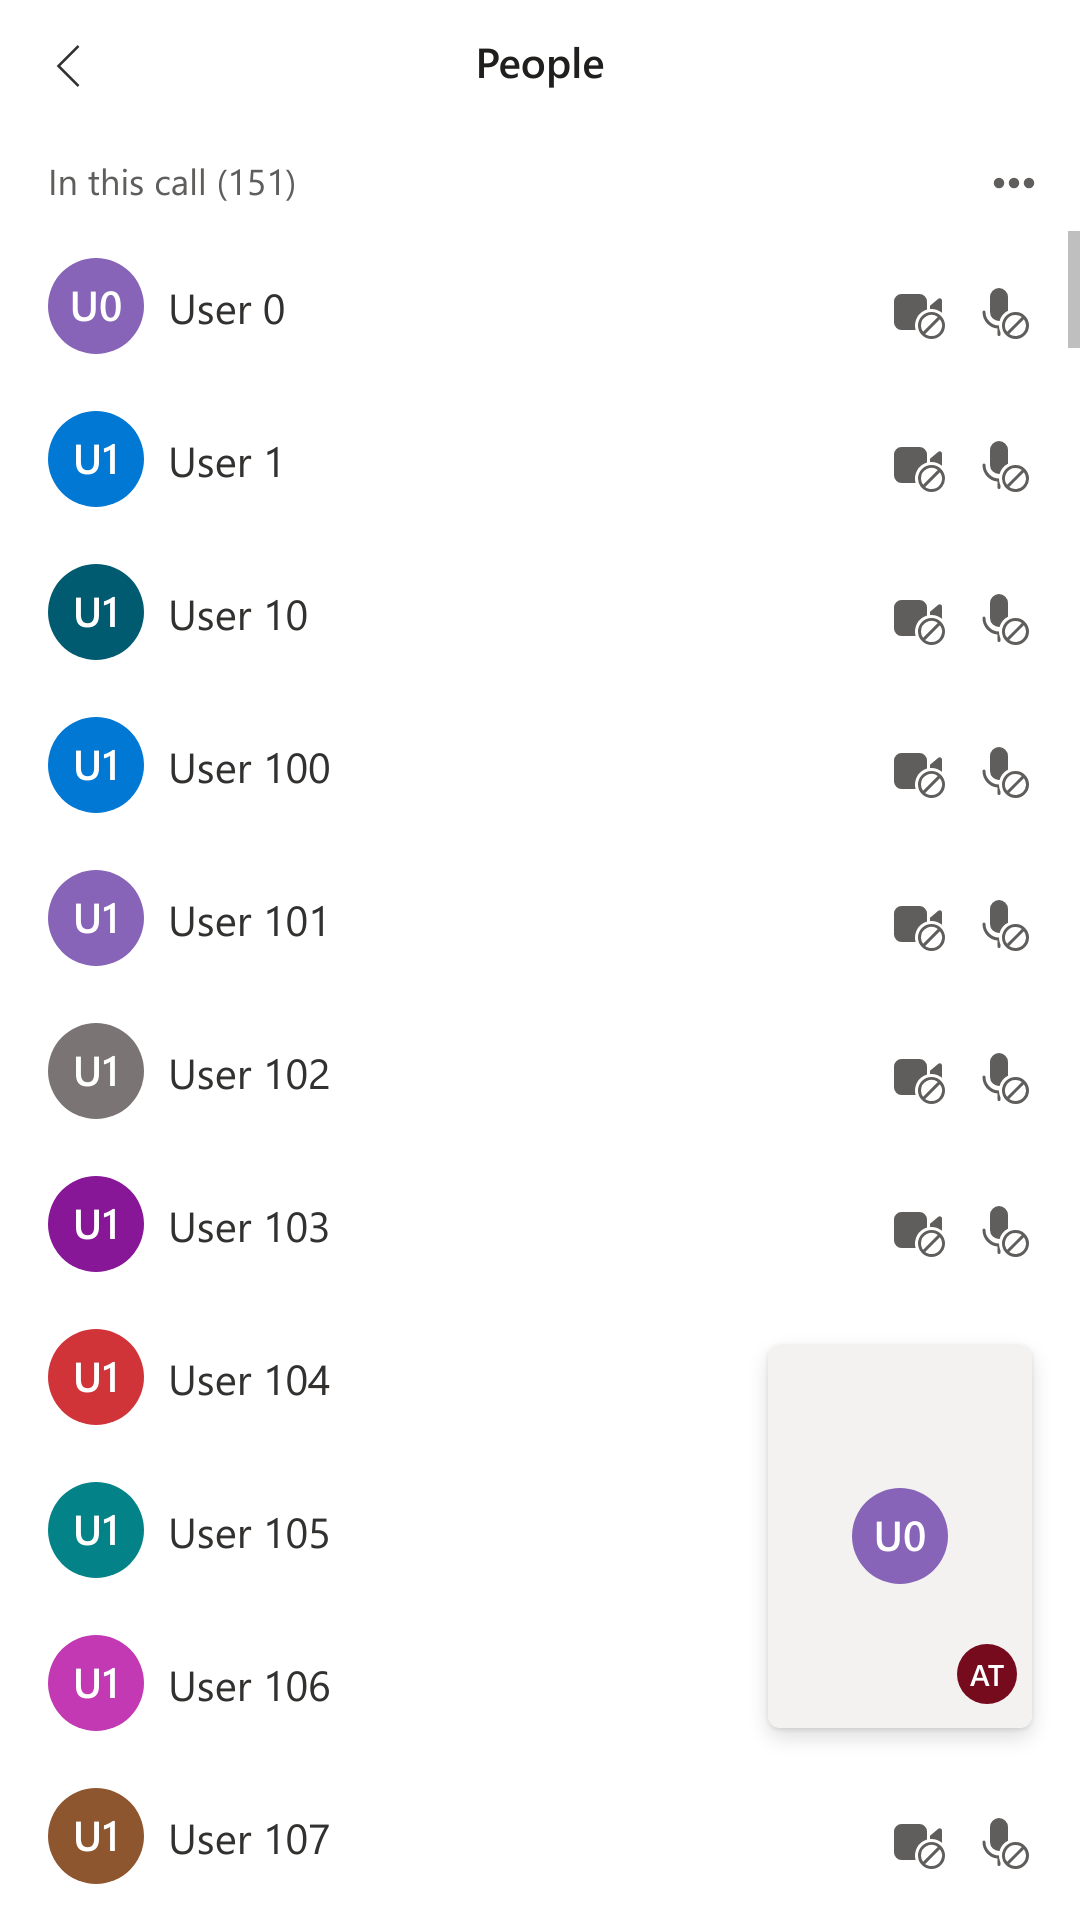 People
In this call (151)
U0 User 0
U1 User 1
U1 User 10
U1 User 100
U1 User 101
U1 User 102
U1 User 103
U1 User 104
U1 User 105
U0
U1 User 106
AT
U1 User 107